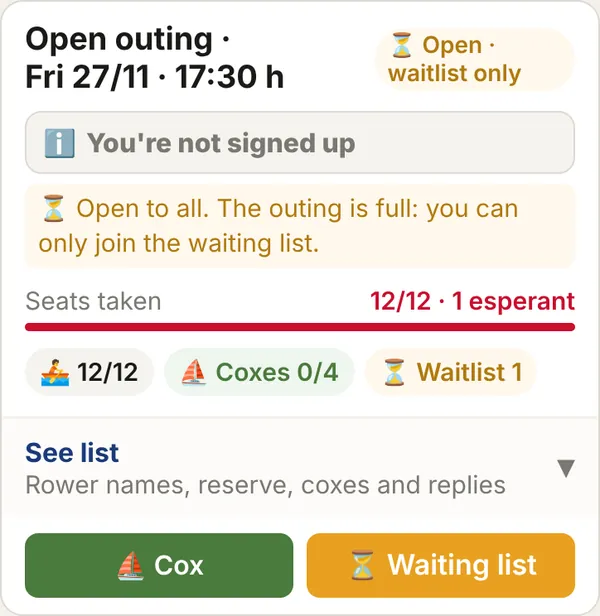 Open outing ·
Fri 27/11 · 17:30 h
⏳ Open ·
waitlist only
ℹ️ You're not signed up
⏳ Open to all. The outing is full: you can
only join the waiting list.
Seats taken
12/12 · 1 esperant
🚣 12/12
⛵ Coxes 0/4
⏳ Waitlist 1
See list
▼
Rower names, reserve, coxes and replies
⛵ Cox
⏳ Waiting list